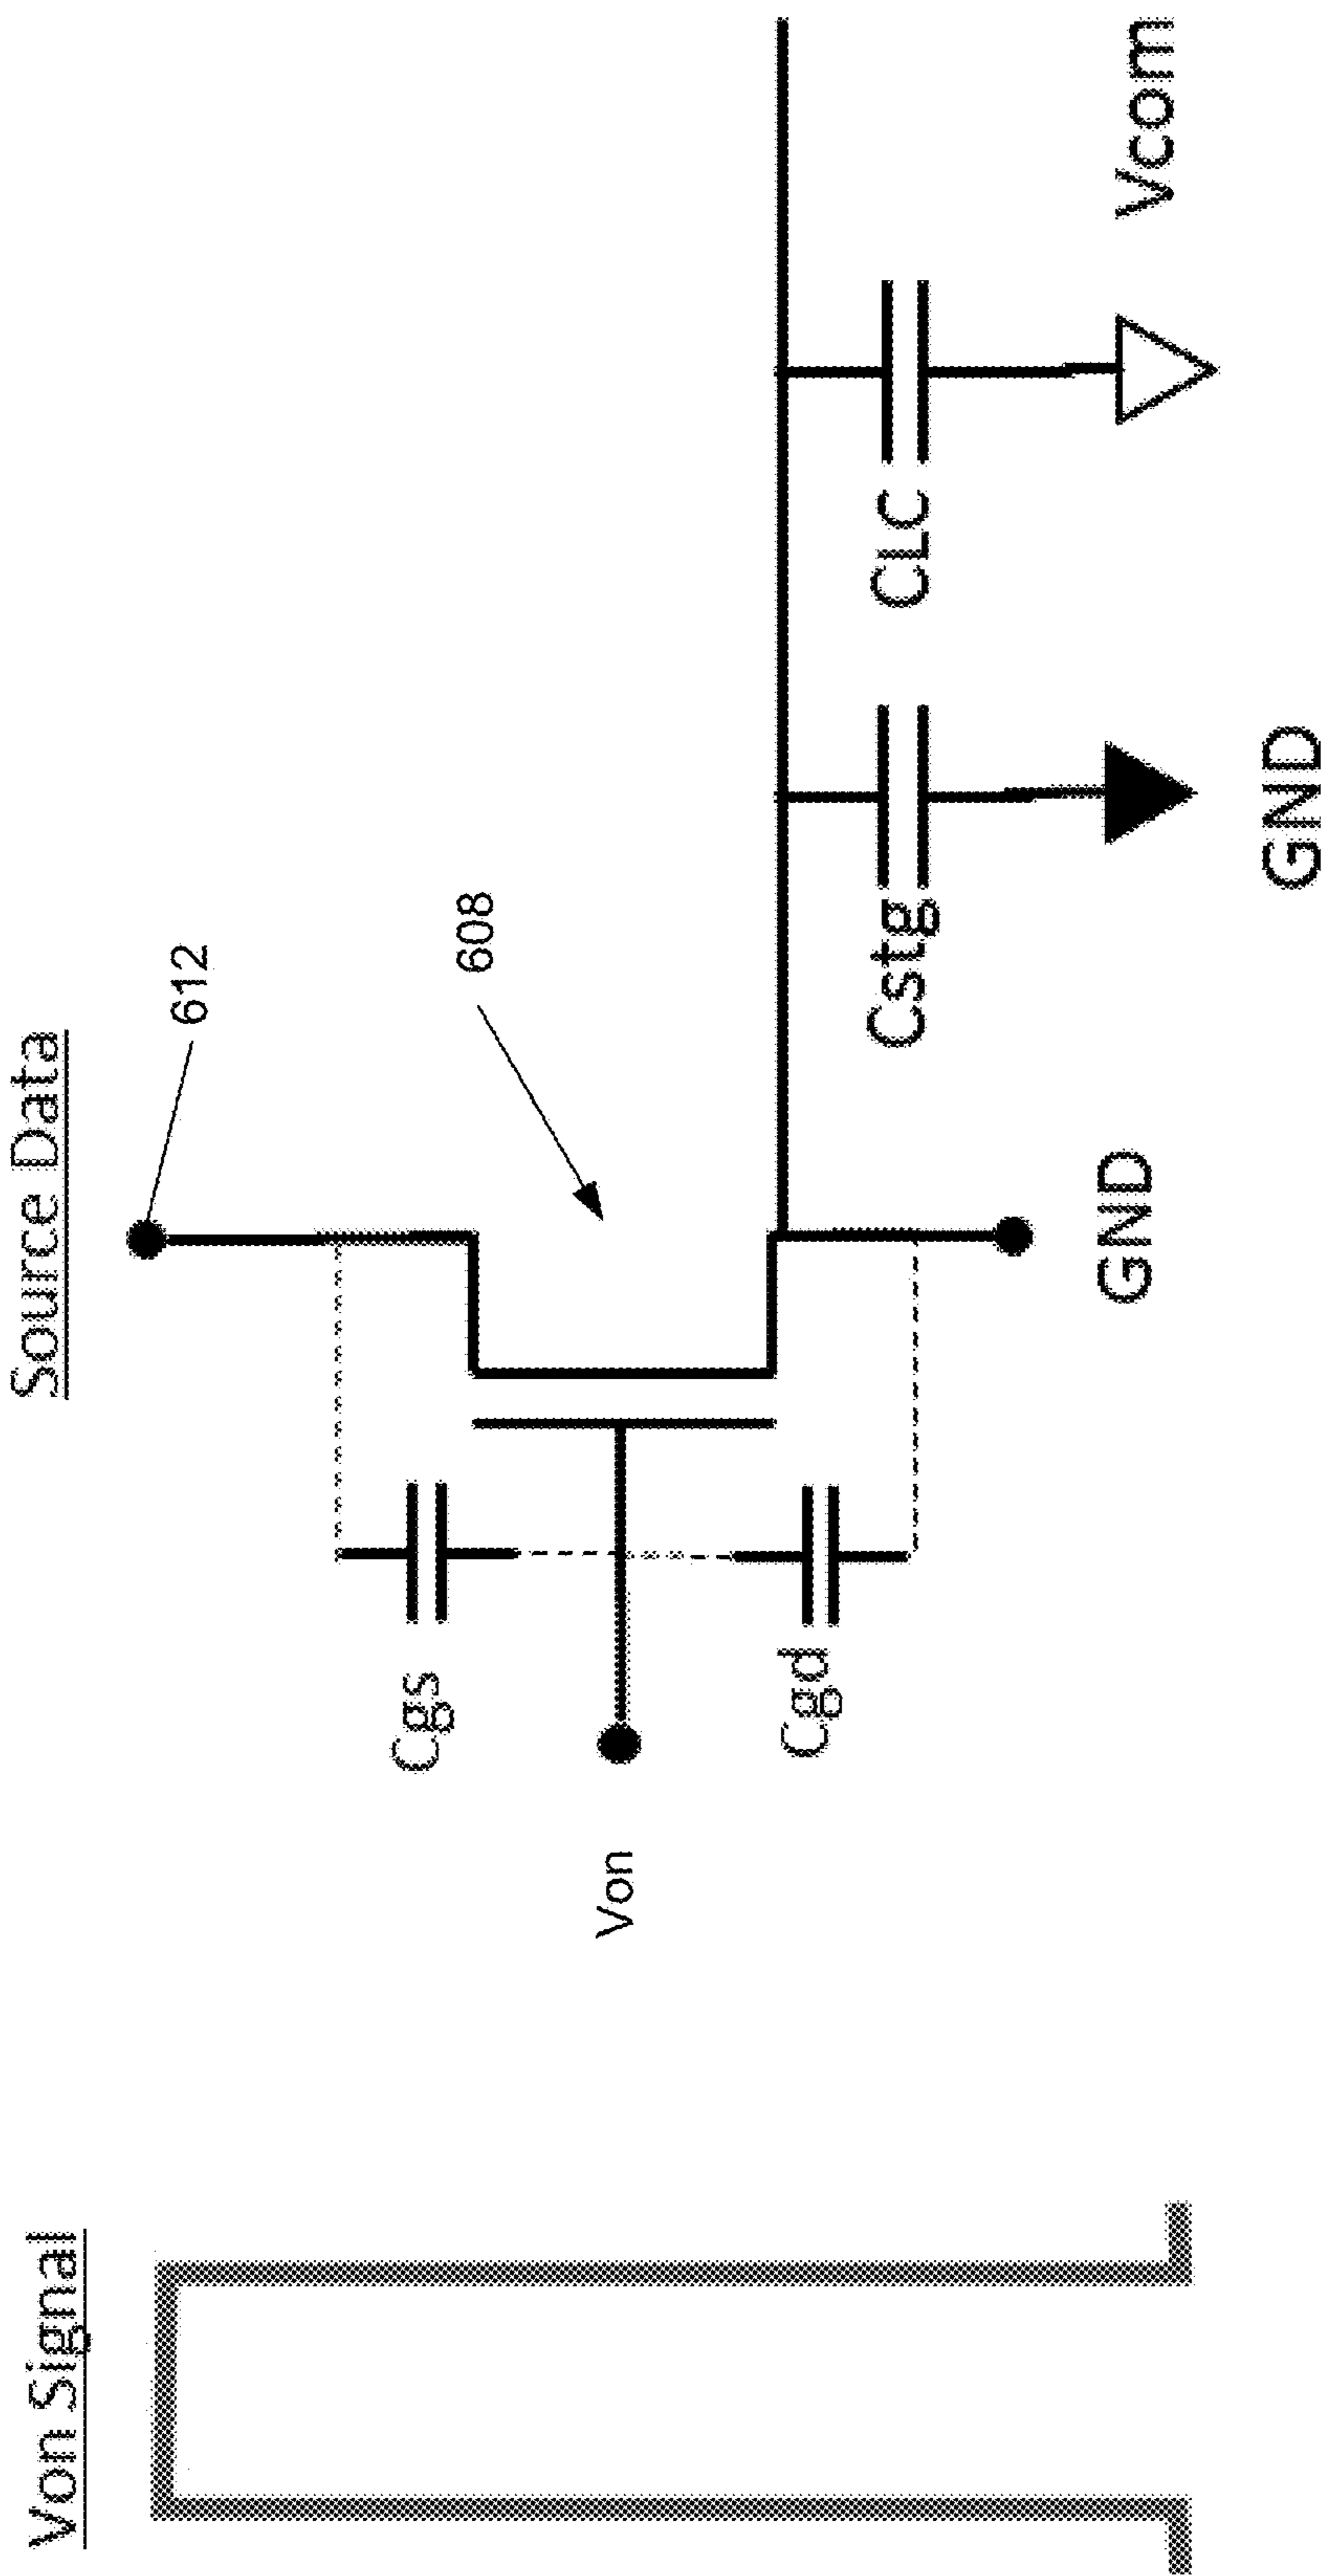 Von Signal
Source Data
612
608
Cgs
Von
Cgd
Cstg
CLC
GND
GND
Vcom